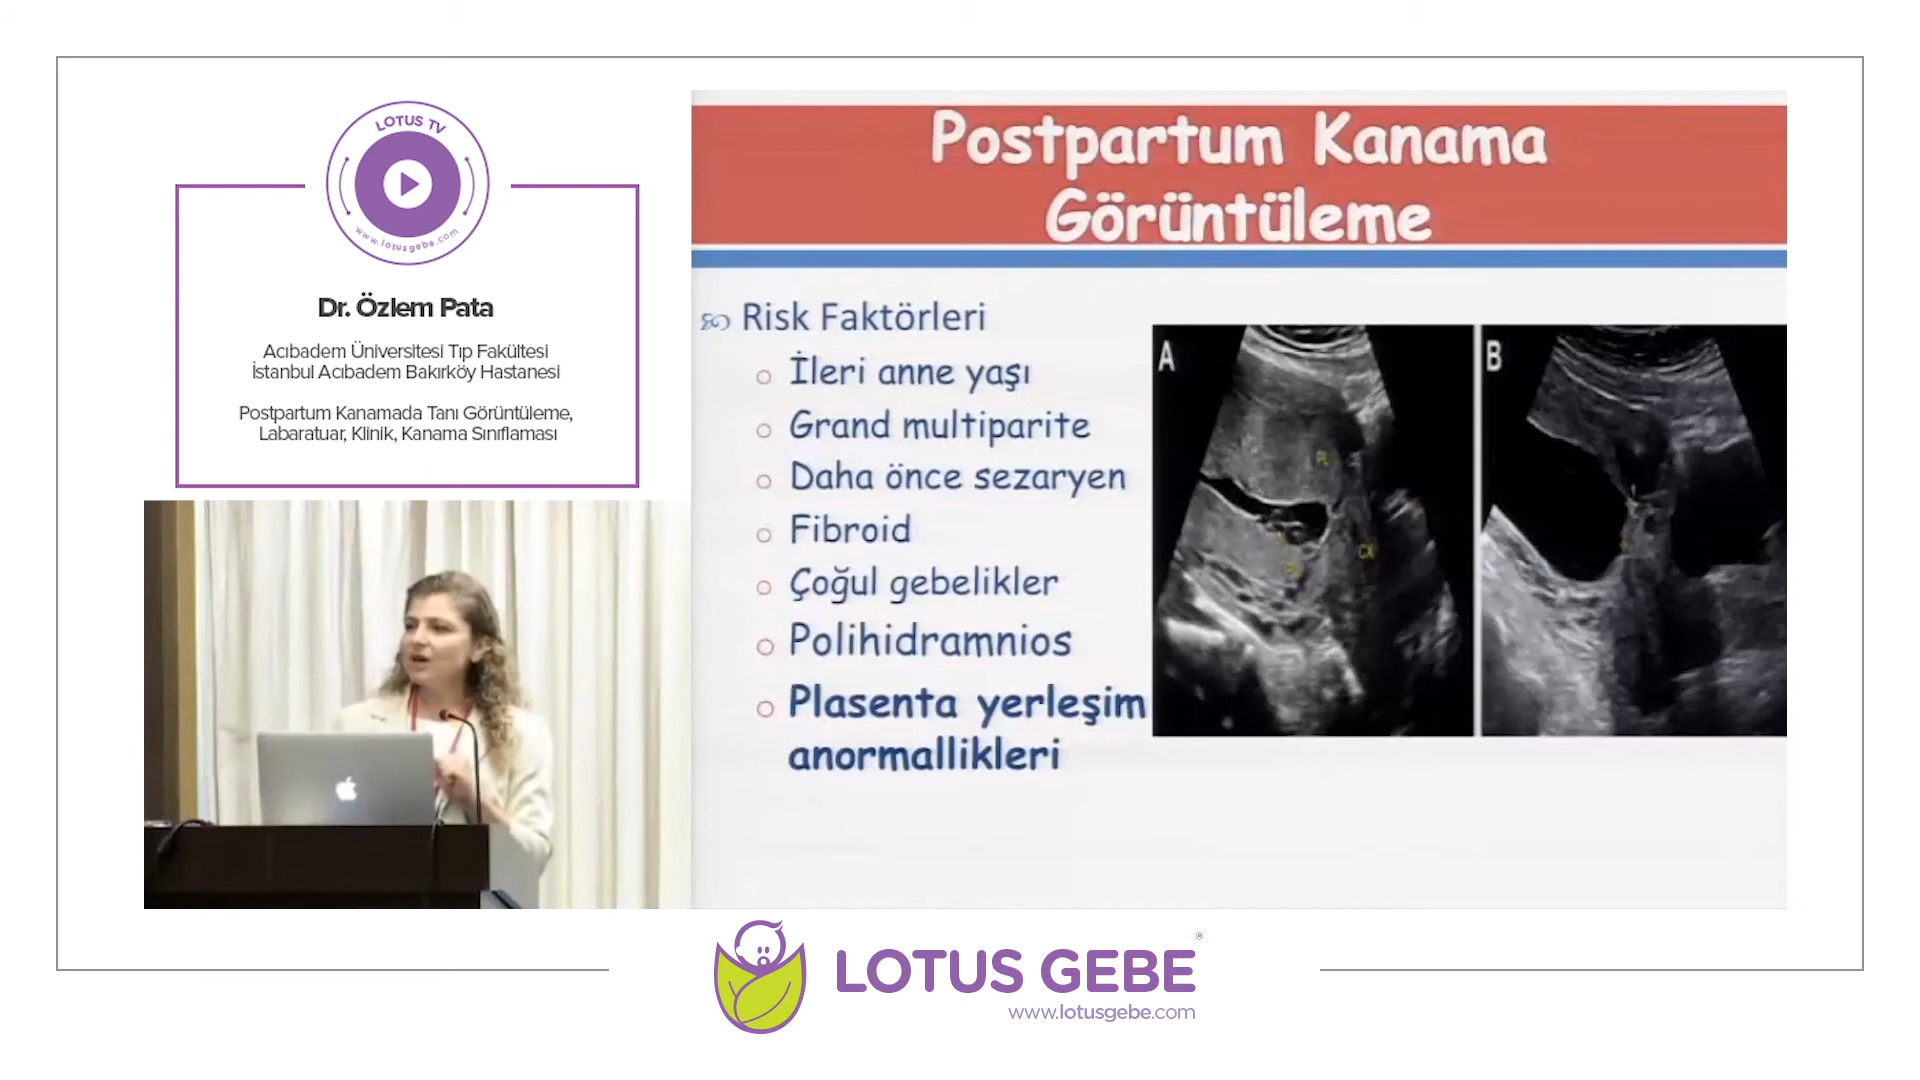 LOTUS TV
www.lotusgebe.com
Dr. Özlem Pata
Acıbadem Üniversitesi Tıp Fakültesi
İstanbul Acıbadem Bakırköy Hastanesi
Postpartum Kanamada Tanı Görüntüleme,
Labaratuar, Klinik, Kanama Sınıflaması
Postpartum Kanama
Görüntüleme
Risk Faktörleri
İleri anne yaşı
Grand multiparite
Daha önce sezaryen
Fibroid
Çoğul gebelikler
Polihidramnios
Plasenta yerleşim
anormallikleri
A
PL
CX
B
LOTUS GEBE®
www.lotusgebe.com